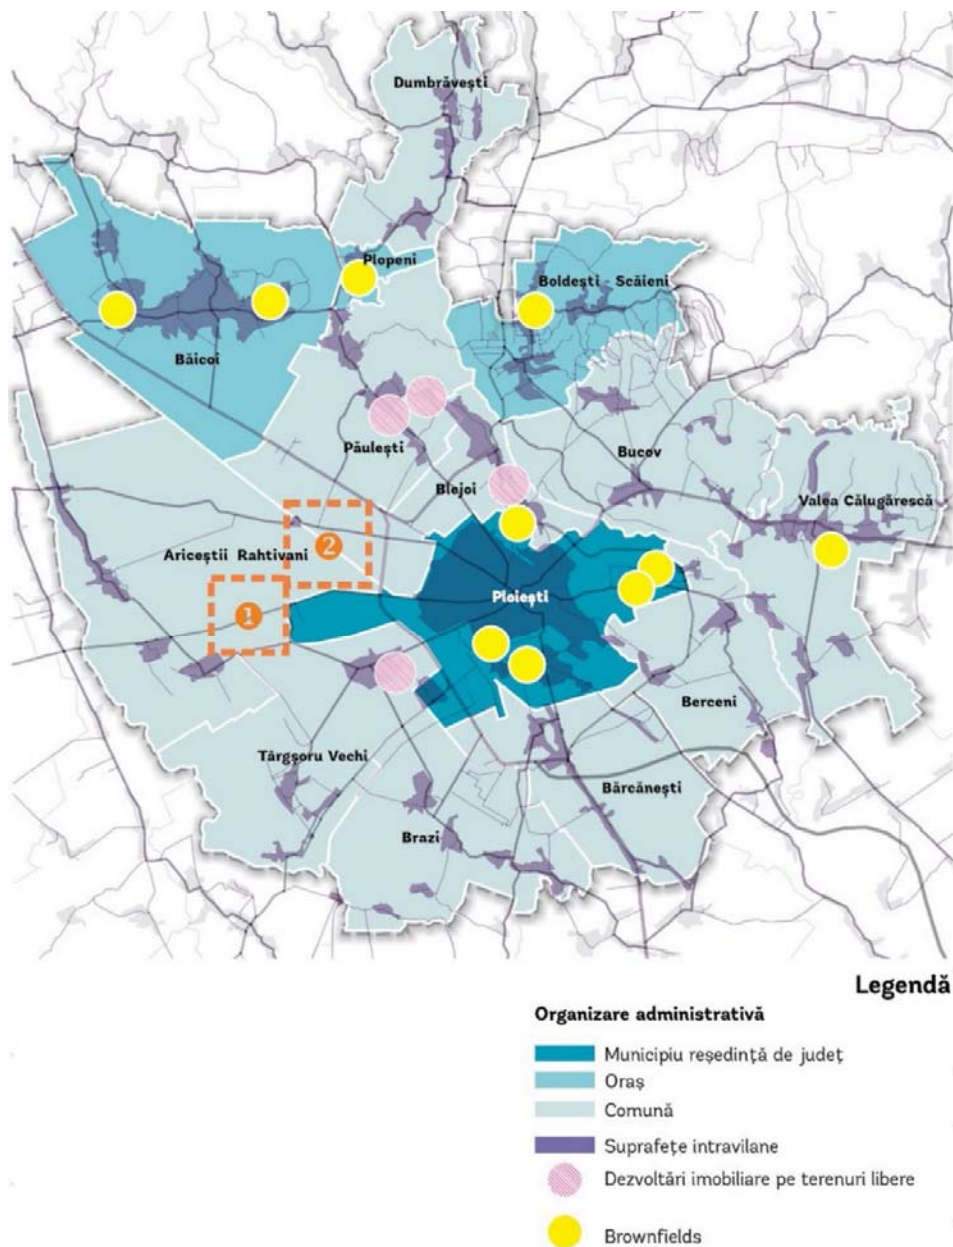 Dumbrăvești
Plopeni
Boldești - Scăieni
Băicoi
Păulești
Bucov
Blejoi
Valea Călugărescă
Ariceștii Rahtivani
2
1
Ploiești
Berceni
Târgșoru Vechi
Bărcănești
Brazi
Legendă
Organizare administrativă
Municipiu reședință de județ
Oraș
Comună
Suprafețe intravilane
Dezvoltări imobiliare pe terenuri libere
Brownfields